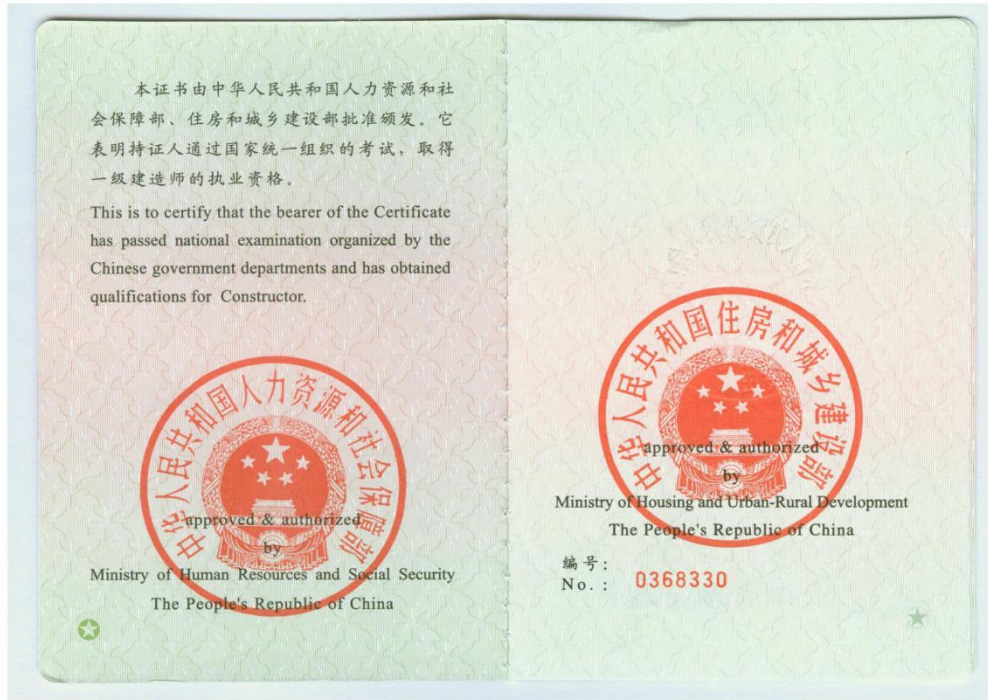 本证书由中华人民共和国人力资源和社
会保障部、住房和城乡建设部批准颁发。它
表明持证人通过国家统一组织的考试，取得
一级建造师的执业资格。
This is to certify that the bearer of the Certificate
has passed national examination organized by the
Chinese government departments and has obtained
qualifications for Constructor.
中华人民共和国人力资源和社会保障部
approved & authorized
by
Ministry of Human Resources and Social Security
The People's Republic of China
中华人民共和国住房和城乡建设部
approved & authorized
by
Ministry of Housing and Urban-Rural Development
The People's Republic of China
编号：
No.： 0368330